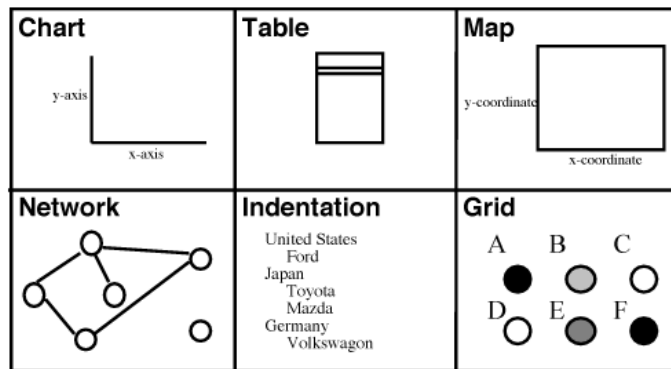 Chart
y-axis
x-axis
Table
Map
y-coordinate
x-coordinate
Network
Indentation
United States
Ford
Japan
Toyota
Mazda
Germany
Volkswagon
Grid
A B C
D E F